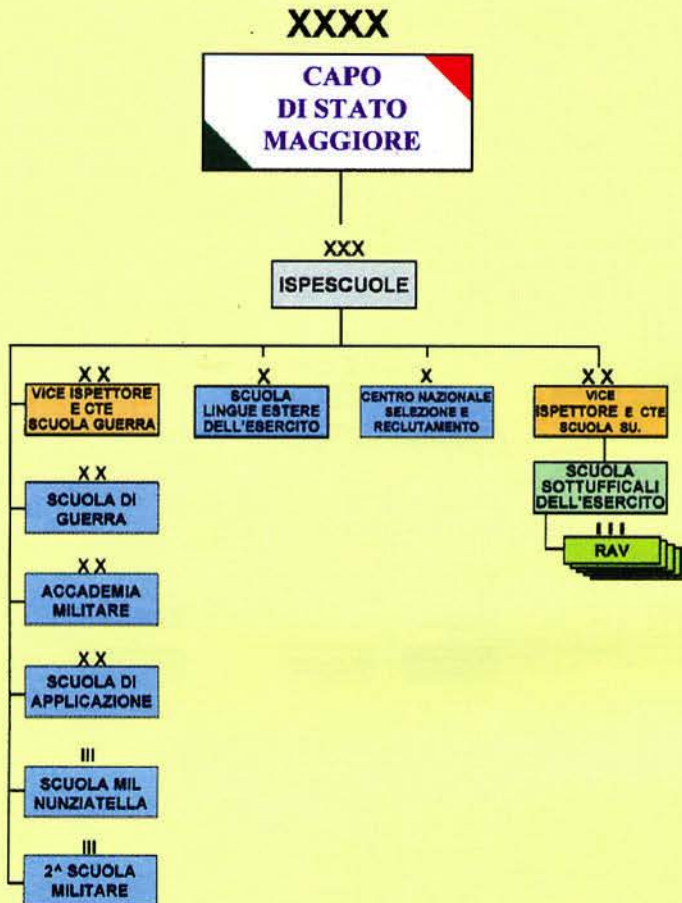 XXXX
CAPO
DI STATO
MAGGIORE
XXX
ISPESCUOLE
X X
VICE ISPETTORE
E CTE
SCUOLA GUERRA
X
SCUOLA
LINGUE ESTERE
DELL'ESERCITO
X
CENTRO NAZIONALE
SELEZIONE E
RECLUTAMENTO
X X
VICE
ISPETTORE E CTE
SCUOLA SU.
X X
SCUOLA DI
GUERRA
X X
ACCADEMIA
MILITARE
X X
SCUOLA DI
APPLICAZIONE
III
SCUOLA MIL
NUNZIATELLA
III
2^ SCUOLA
MILITARE
SCUOLA
SOTTUFFICALI
DELL'ESERCITO
I I I
RAV